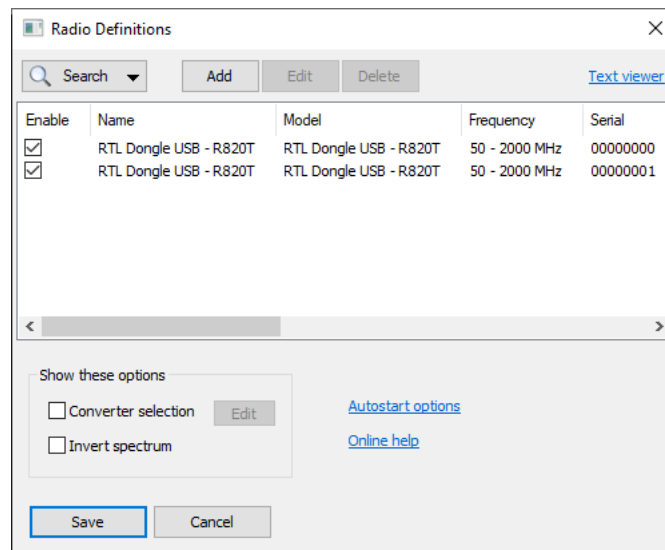 Radio Definitions
Search Add Edit Delete Text viewer
Enable Name Model Frequency Serial
RTL Dongle USB - R820T RTL Dongle USB - R820T 50 - 2000 MHz 00000000
RTL Dongle USB - R820T RTL Dongle USB - R820T 50 - 2000 MHz 00000001
Show these options
Converter selection Edit
Invert spectrum
Autostart options
Online help
Save Cancel